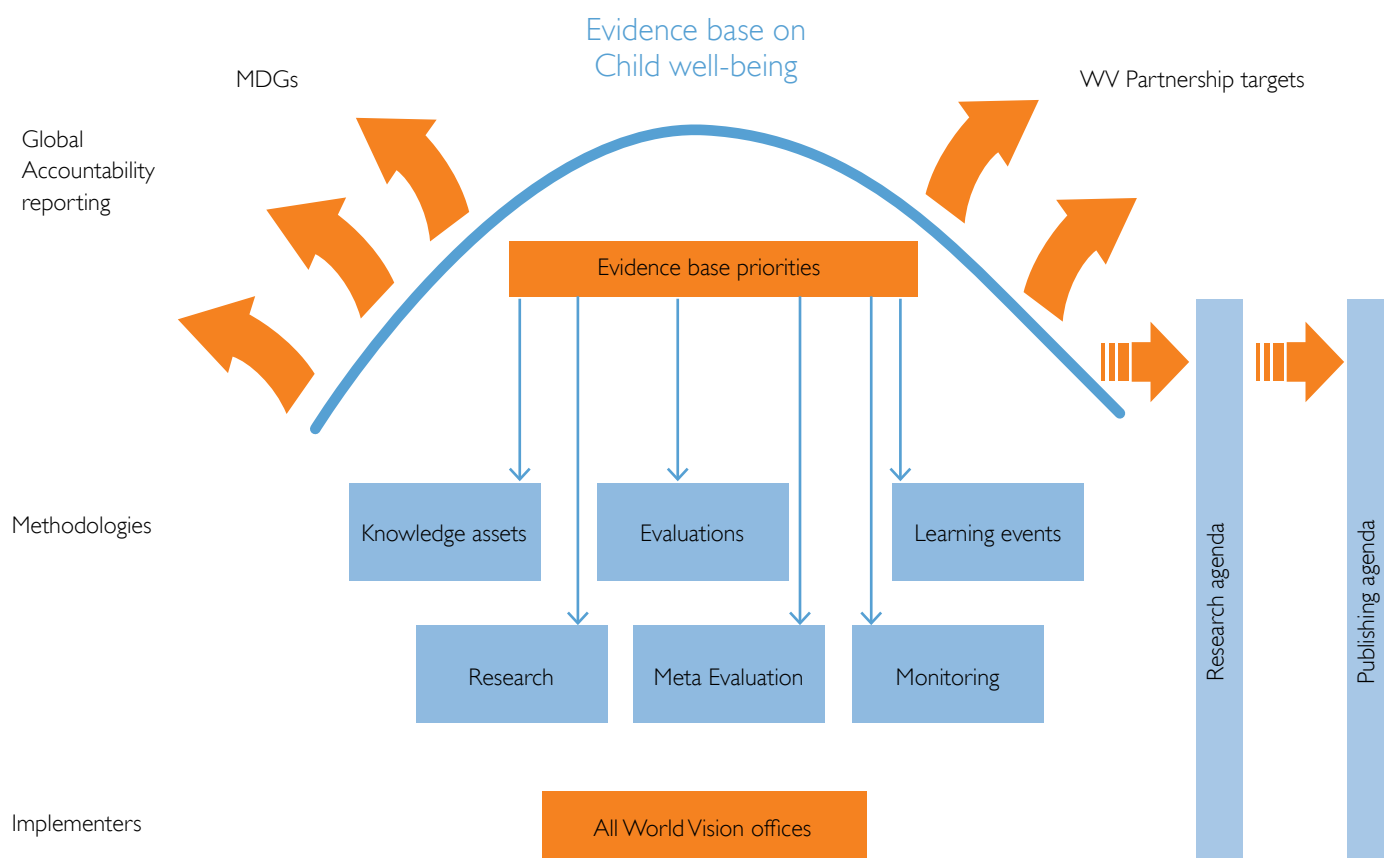 Evidence base on
Child well-being
MDGs
WV Partnership targets
Global
Accountability
reporting
Evidence base priorities
Methodologies
Knowledge assets
Evaluations
Learning events
Research
Meta Evaluation
Monitoring
Research agenda
Publishing agenda
Implementers
All World Vision offices